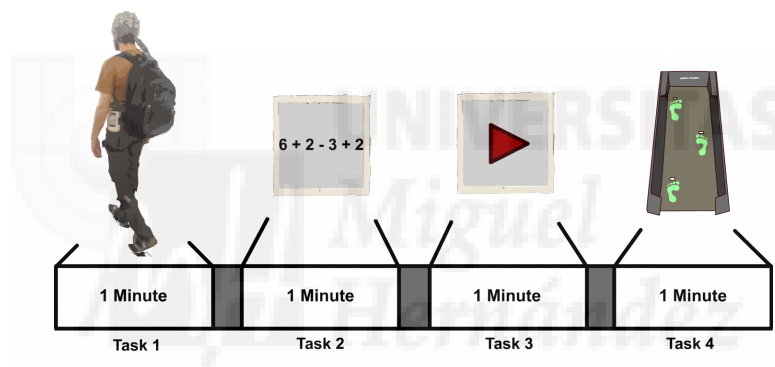 UNIVERSITAS
Miguel
Hernández
6 + 2 - 3 + 2
1 Minute
1 Minute
1 Minute
1 Minute
Task 1
Task 2
Task 3
Task 4